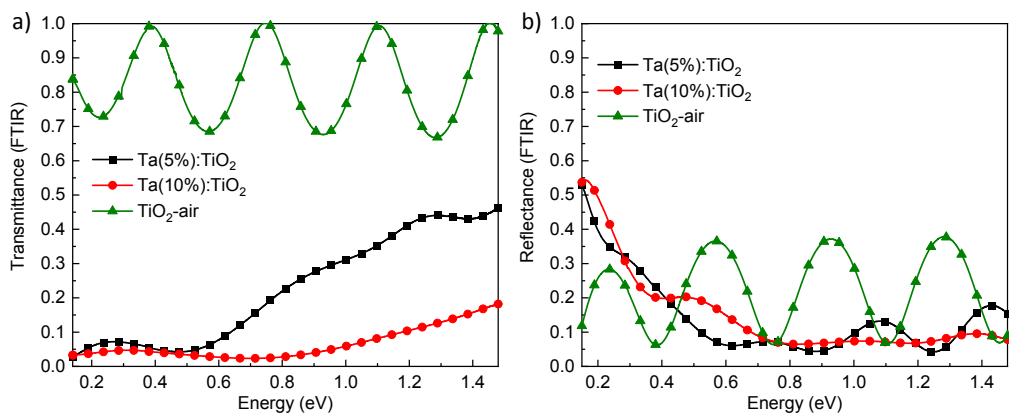 a)
Transmittance (FTIR)
1.0
0.9
0.8
0.7
0.6
0.5
0.4
0.3
0.2
0.1
0.0
Ta(5%):TiO2
Ta(10%):TiO2
TiO2-air
0.2 0.4 0.6 0.8 1.0 1.2 1.4
Energy (eV)
b)
Reflectance (FTIR)
1.0
0.9
0.8
0.7
0.6
0.5
0.4
0.3
0.2
0.1
0.0
Ta(5%):TiO2
Ta(10%):TiO2
TiO2-air
0.2 0.4 0.6 0.8 1.0 1.2 1.4
Energy (eV)